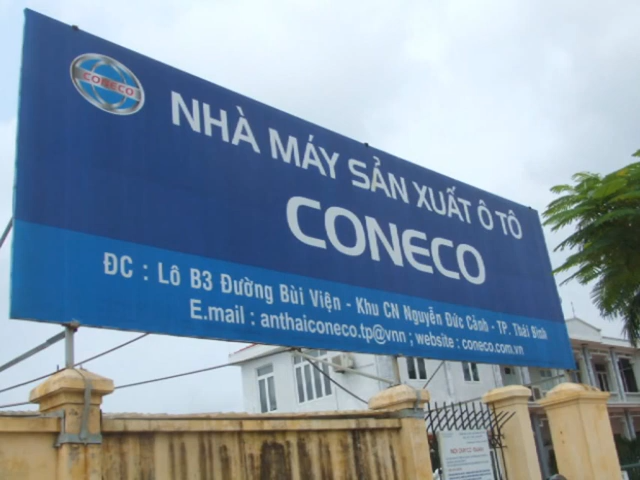 CONECO
NHÀ MÁY SẢN XUẤT Ô TÔ
CONECO
ĐC : Lô B3 Đường Bùi Viện - Khu CN Nguyễn Đức Cảnh - TP. Thái Bình
E.mail : anthaiconeco.tp@vnn ; website : coneco.com.vn